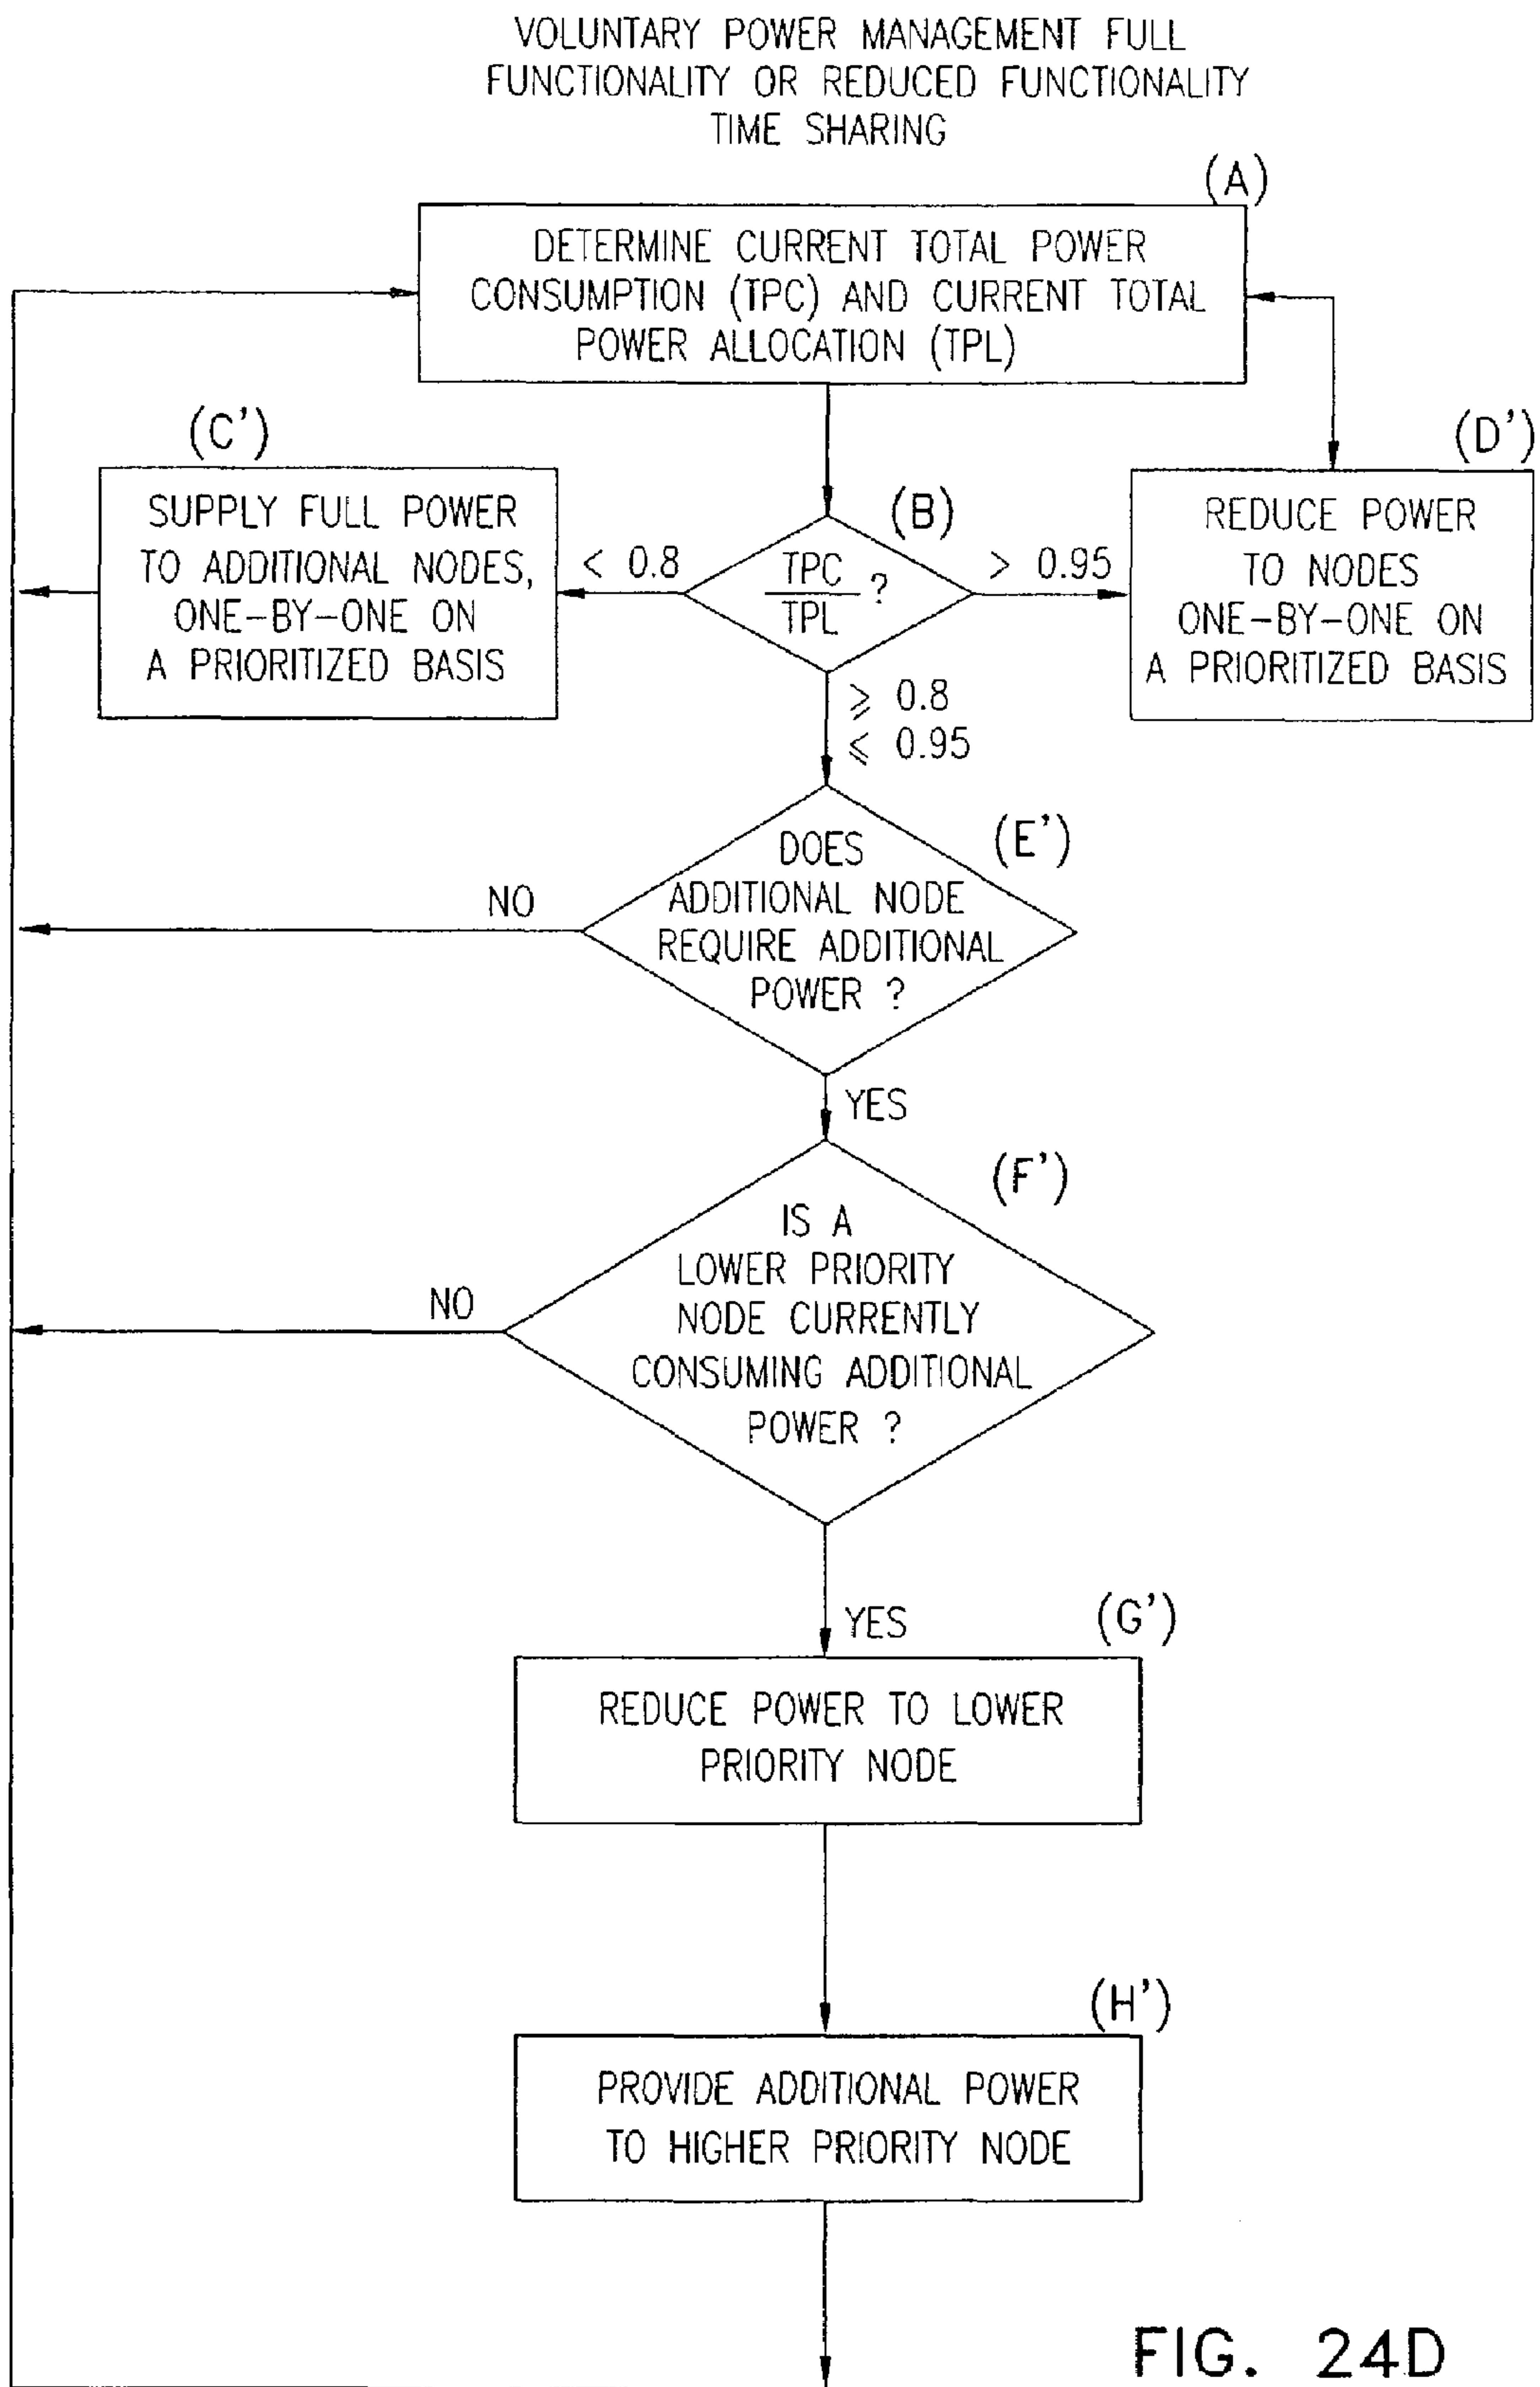 VOLUNTARY POWER MANAGEMENT FULL
FUNCTIONALITY OR REDUCED FUNCTIONALITY
TIME SHARING
(A)
DETERMINE CURRENT TOTAL POWER
CONSUMPTION (TPC) AND CURRENT TOTAL
POWER ALLOCATION (TPL)
(C')
SUPPLY FULL POWER
TO ADDITIONAL NODES,
ONE-BY-ONE ON
A PRIORITIZED BASIS
< 0.8
(B)
TPC
TPL
?
> 0.95
(D')
REDUCE POWER
TO NODES
ONE-BY-ONE ON
A PRIORITIZED BASIS
⩾ 0.8
⩽ 0.95
(E')
DOES
ADDITIONAL NODE
REQUIRE ADDITIONAL
POWER ?
NO
YES
(F')
IS A
LOWER PRIORITY
NODE CURRENTLY
CONSUMING ADDITIONAL
POWER ?
NO
YES
(G')
REDUCE POWER TO LOWER
PRIORITY NODE
(H')
PROVIDE ADDITIONAL POWER
TO HIGHER PRIORITY NODE
FIG. 24D